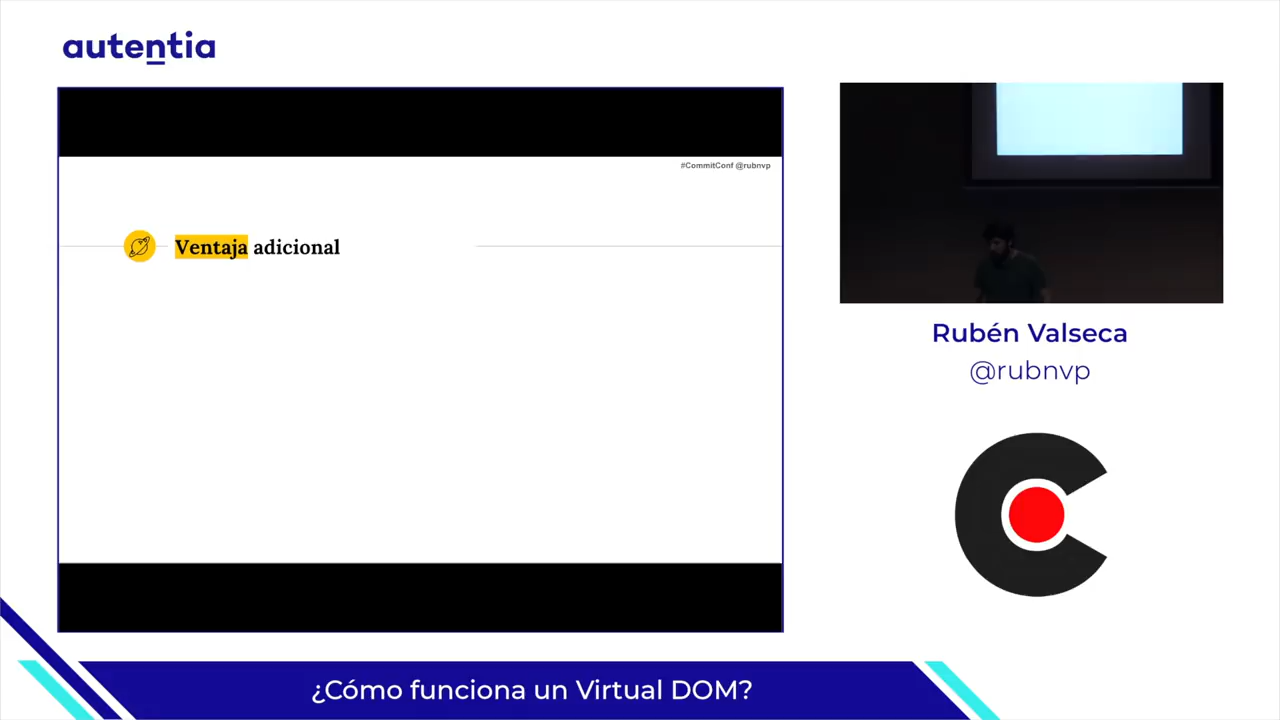 autentia
#CommitConf @rubnvp
Ventaja adicional
Rubén Valseca
@rubnvp
¿Cómo funciona un Virtual DOM?